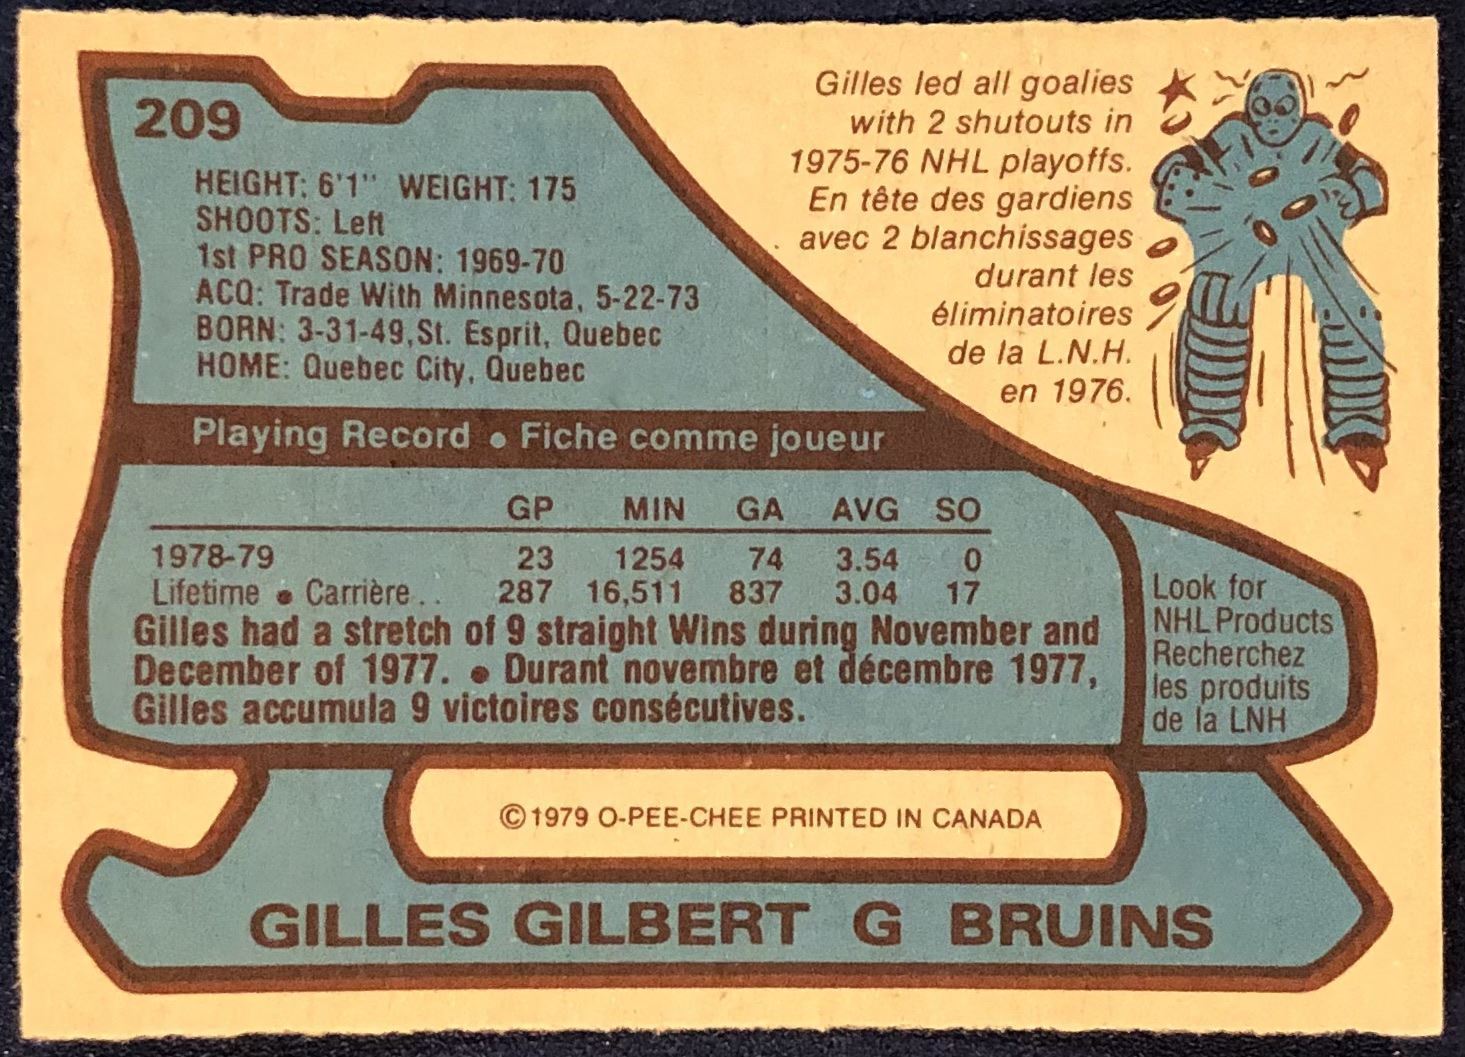 209
HEIGHT: 6'1" WEIGHT: 175
SHOOTS: Left
1st PRO SEASON: 1969-70
ACQ: Trade With Minnesota, 5-22-73
BORN: 3-31-49, St. Esprit, Quebec
HOME: Quebec City, Quebec
Gilles led all goalies
with 2 shutouts in
1975-76 NHL playoffs.
En tête des gardiens
avec 2 blanchissages
durant les
éliminatoires
de la L.N.H.
en 1976.
Playing Record • Fiche comme joueur
GP MIN GA AVG SO
1978-79 23 1254 74 3.54 0
Lifetime • Carrière.. 287 16,511 837 3.04 17
Gilles had a stretch of 9 straight Wins during November and
December of 1977. • Durant novembre et décembre 1977,
Gilles accumula 9 victoires consécutives.
Look for
NHL Products
Recherchez
les produits
de la LNH
©1979 O-PEE-CHEE PRINTED IN CANADA
GILLES GILBERT G BRUINS